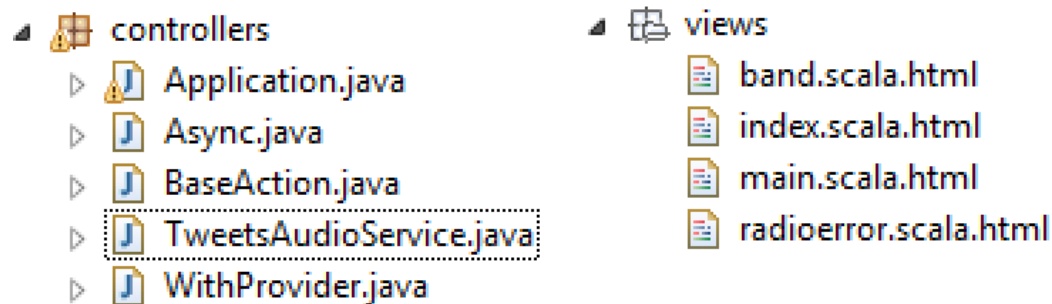 controllers
Application.java
Async.java
BaseAction.java
TweetsAudioService.java
WithProvider.java
views
band.scala.html
index.scala.html
main.scala.html
radioerror.scala.html